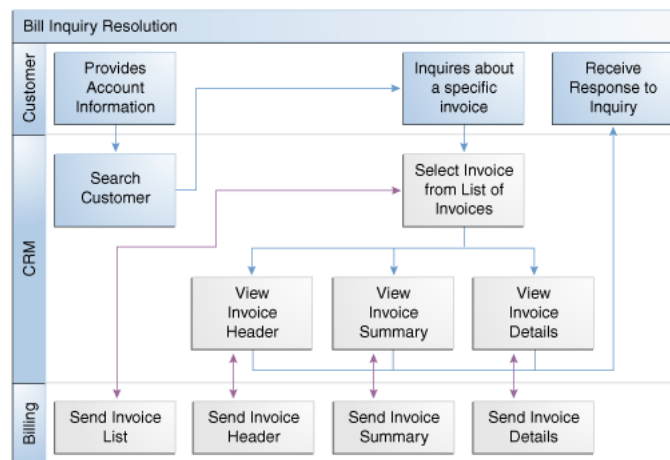 Bill Inquiry Resolution
Customer
Provides
Account
Information
Inquires about
a specific
invoice
Receive
Response to
Inquiry
CRM
Search
Customer
Select Invoice
from List of
Invoices
View
Invoice
Header
View
Invoice
Summary
View
Invoice
Details
Billing
Send Invoice
List
Send Invoice
Header
Send Invoice
Summary
Send Invoice
Details